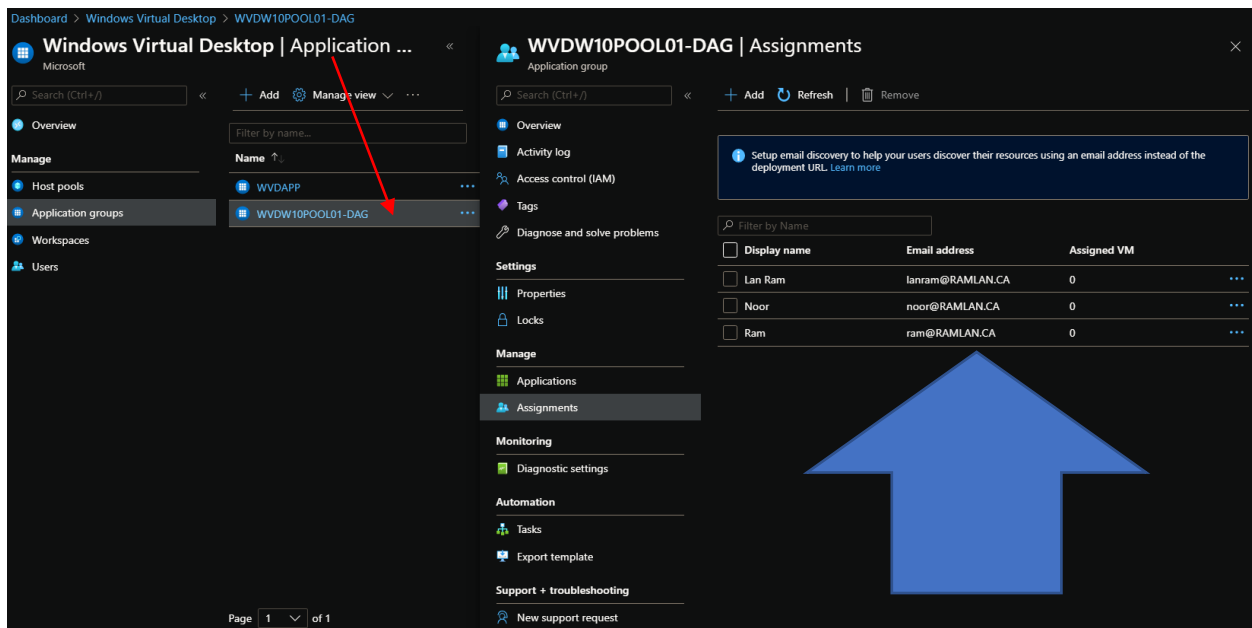 Dashboard > Windows Virtual Desktop > WVDW10POOL01-DAG
Windows Virtual Desktop | Application ...
Microsoft
«
Search (Ctrl+/)
«
Overview
Manage
Host pools
Application groups
Workspaces
Users
+ Add
Manage view
...
Filter by name...
Name ↑↓
WVDAPP
...
WVDW10POOL01-DAG
...
Page 1 of 1
WVDW10POOL01-DAG | Assignments
Application group
×
Search (Ctrl+/)
«
Overview
Activity log
Access control (IAM)
Tags
Diagnose and solve problems
Settings
Properties
Locks
Manage
Applications
Assignments
Monitoring
Diagnostic settings
Automation
Tasks
Export template
Support + troubleshooting
New support request
+ Add Refresh | Remove
Setup email discovery to help your users discover their resources using an email address instead of the
deployment URL. Learn more
Filter by Name
Display name Email address Assigned VM
Lan Ram lanram@RAMLAN.CA 0 ...
Noor noor@RAMLAN.CA 0 ...
Ram ram@RAMLAN.CA 0 ...